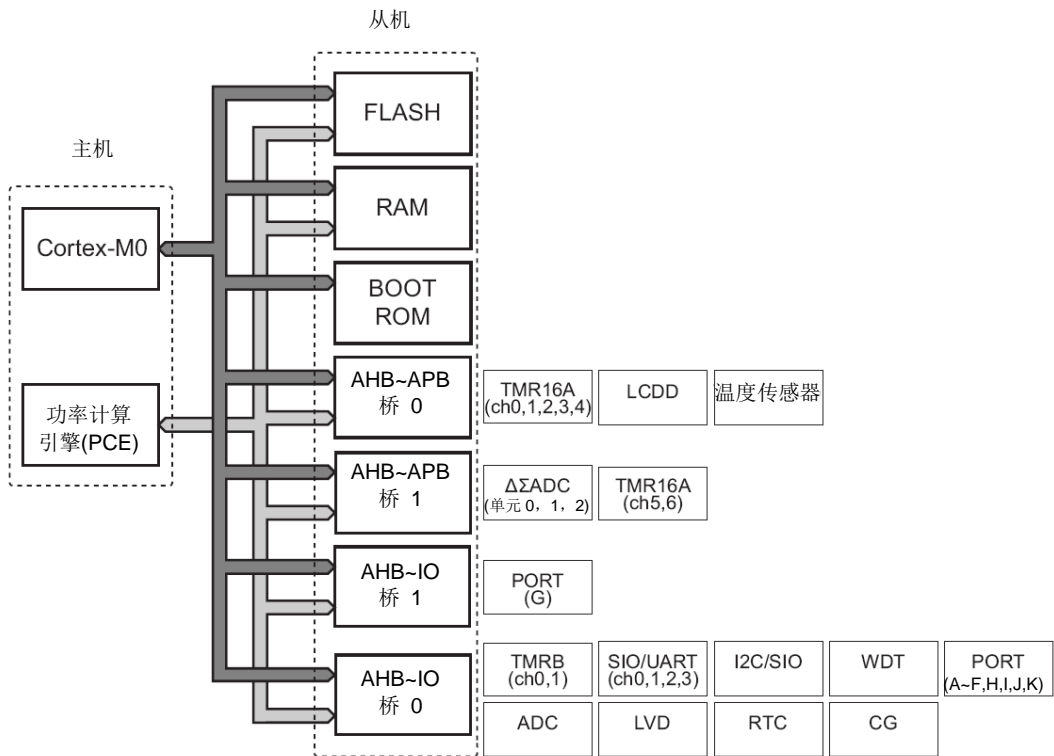 从机
主机
FLASH
RAM
Cortex-M0
BOOT
ROM
功率计算
引擎(PCE)
AHB~APB
桥 0
TMR16A
(ch0,1,2,3,4)
LCDD
温度传感器
AHB~APB
桥 1
ΔΣADC
(单元 0，1，2)
TMR16A
(ch5,6)
AHB~IO
桥 1
PORT
(G)
AHB~IO
桥 0
TMRB
(ch0,1)
SIO/UART
(ch0,1,2,3)
I2C/SIO
WDT
PORT
(A~F,H,I,J,K)
ADC
LVD
RTC
CG